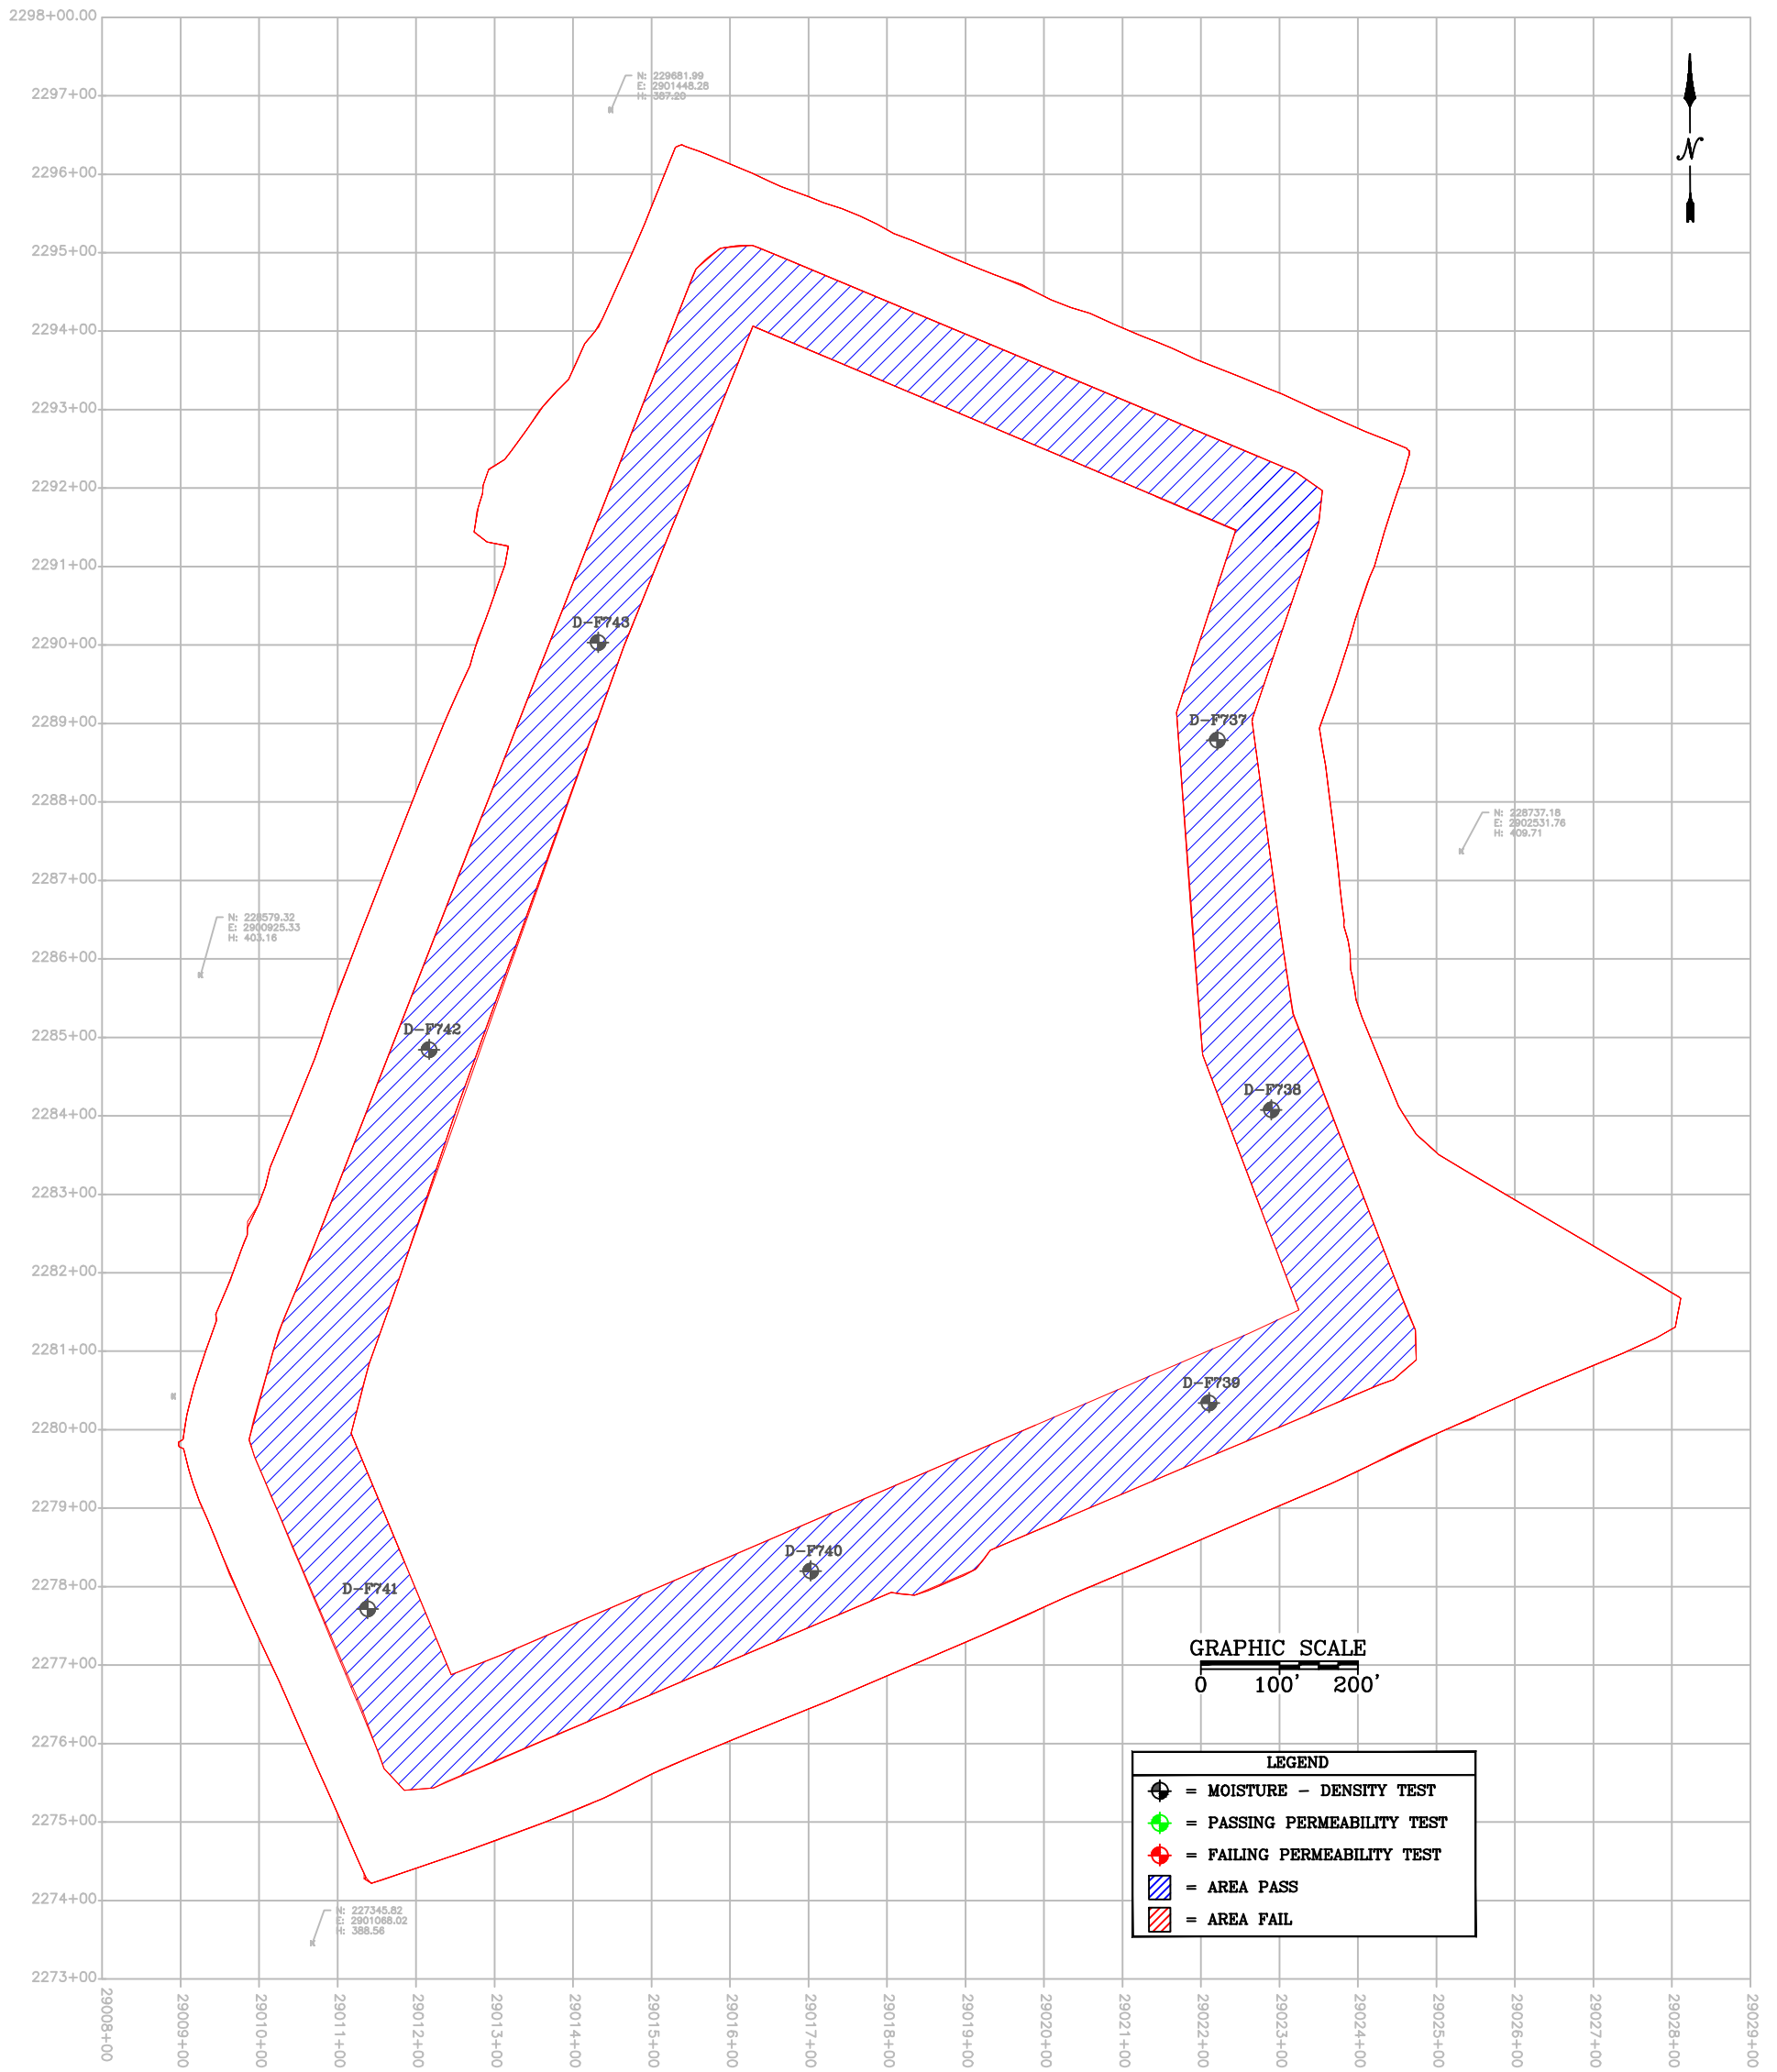 2298+00.00
2297+00
2296+00
2295+00
2294+00
2293+00
2292+00
2291+00
2290+00
2289+00
2288+00
2287+00
2286+00
2285+00
2284+00
2283+00
2282+00
2281+00
2280+00
2279+00
2278+00
2277+00
2276+00
2275+00
2274+00
2273+00
N: 229681.99
E: 2901448.28
H: 387.20
N
D-F743
D-F737
N: 228737.18
E: 2902531.76
H: 409.71
N: 228579.32
E: 2900925.33
H: 403.16
D-F742
D-F738
D-F739
D-F740
D-F741
GRAPHIC SCALE
0 100' 200'
LEGEND
= MOISTURE - DENSITY TEST
= PASSING PERMEABILITY TEST
= FAILING PERMEABILITY TEST
= AREA PASS
= AREA FAIL
N: 227345.82
E: 2901068.02
H: 388.56
29008+00
29009+00
29010+00
29011+00
29012+00
29013+00
29014+00
29015+00
29016+00
29017+00
29018+00
29019+00
29020+00
29021+00
29022+00
29023+00
29024+00
29025+00
29026+00
29027+00
29028+00
29029+00